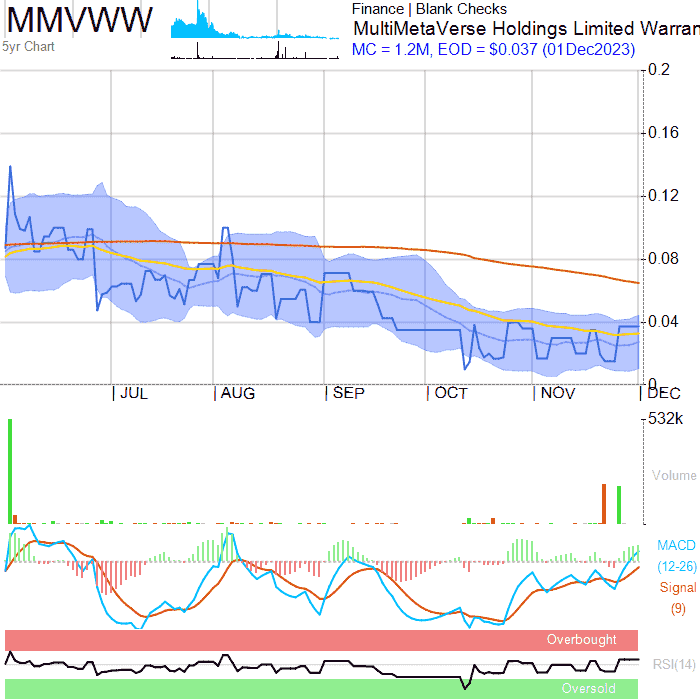 MMVWW
5yr Chart
Finance | Blank Checks
MultiMetaVerse Holdings Limited Warran
MC = 1.2M, EOD = $0.037 (01Dec2023)
0.2
0.16
0.12
0.08
0.04
0
JUL AUG SEP OCT NOV DEC
532k
Volume
MACD
(12-26)
Signal
(9)
Overbought
RSI(14)
Oversold